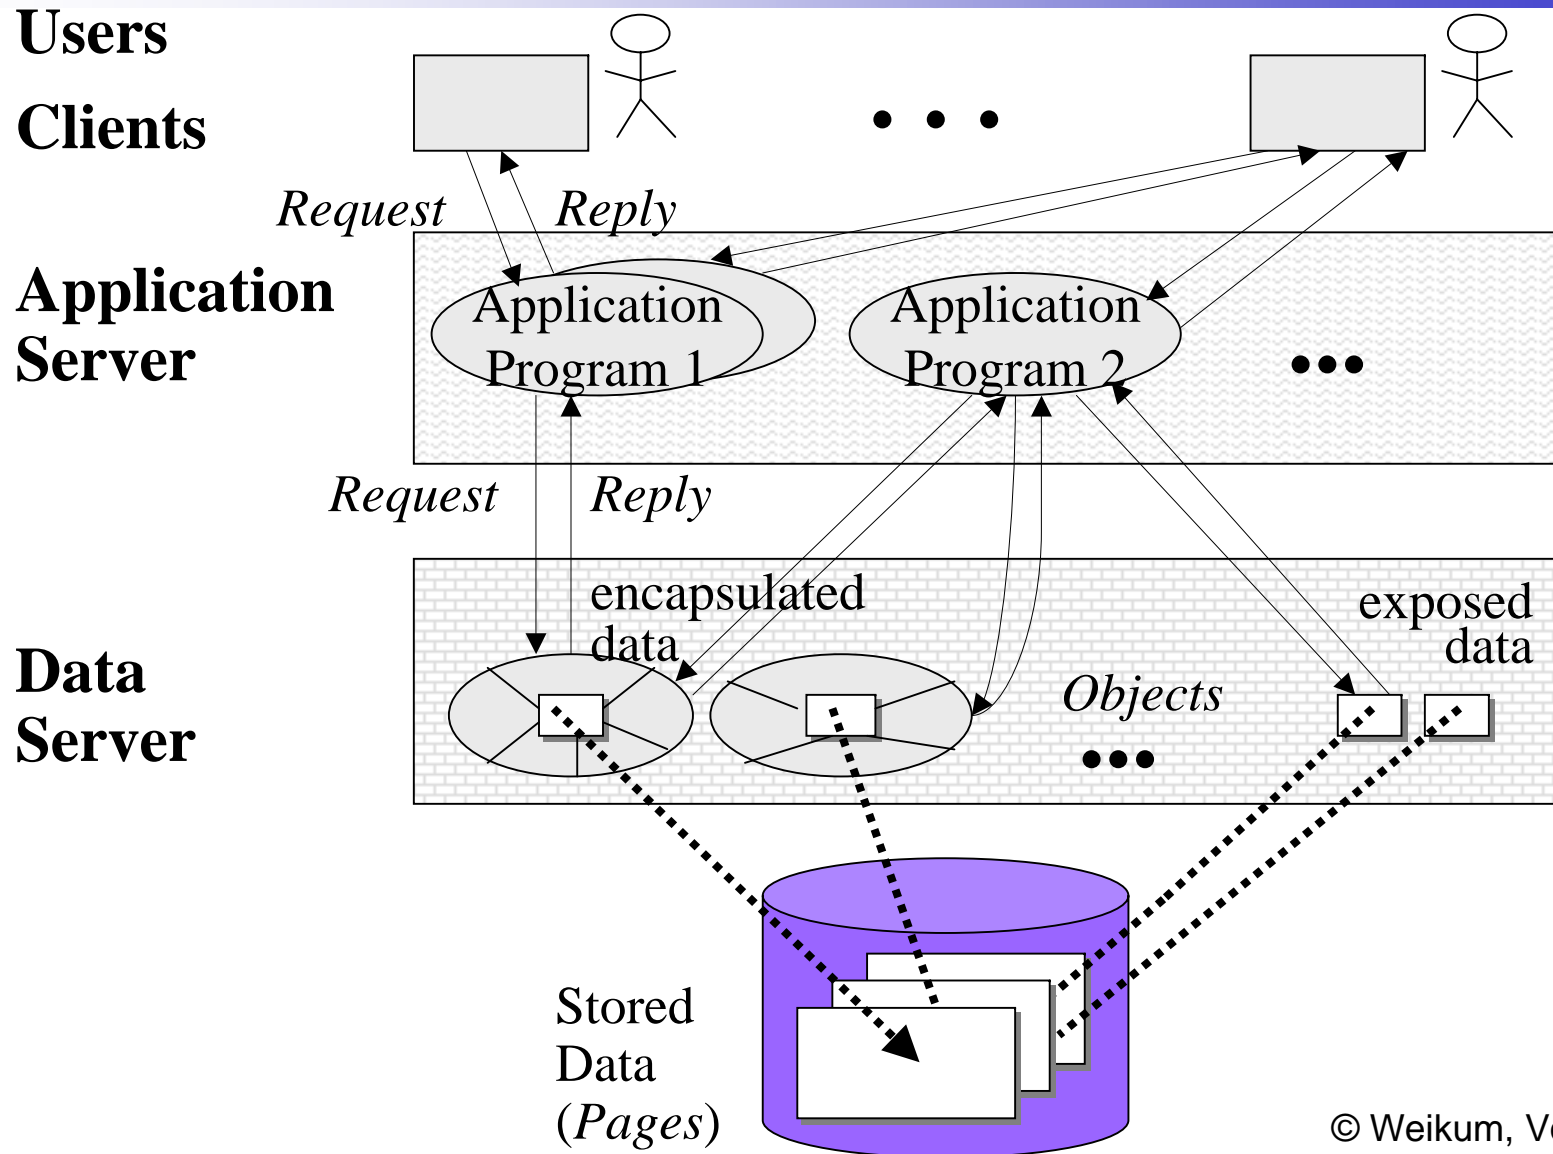 Users
Clients
Request
Reply
Application
Server
Application
Program 1
Application
Program 2
Request
Reply
encapsulated
data
exposed
data
Data
Server
Objects
Stored
Data
(Pages)
© Weikum,